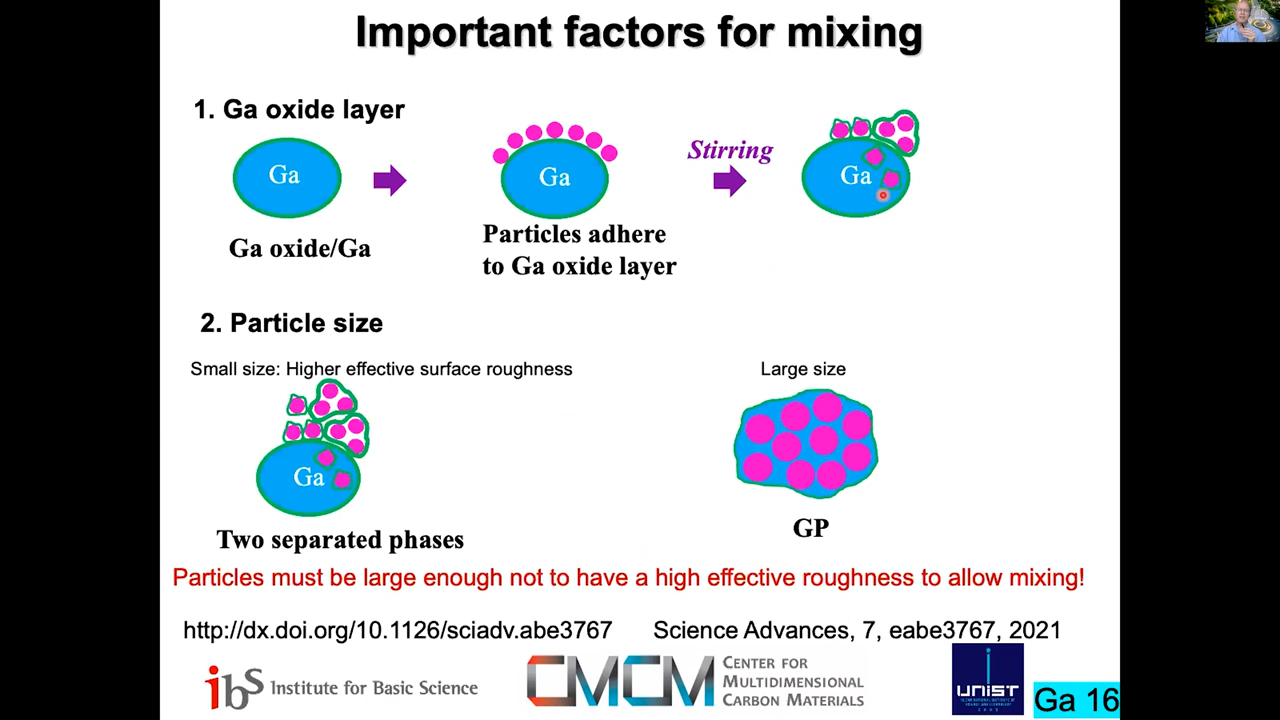 Important factors for mixing
1. Ga oxide layer
Ga
Ga
Stirring
Ga
Ga oxide/Ga
Particles adhere
to Ga oxide layer
2. Particle size
Small size: Higher effective surface roughness
Large size
Ga
Two separated phases
GP
Particles must be large enough not to have a high effective roughness to allow mixing!
http://dx.doi.org/10.1126/sciadv.abe3767 Science Advances, 7, eabe3767, 2021
ibs Institute for Basic Science
CMCM
CENTER FOR
MULTIDIMENSIONAL
CARBON MATERIALS
UNIST
Ga 16